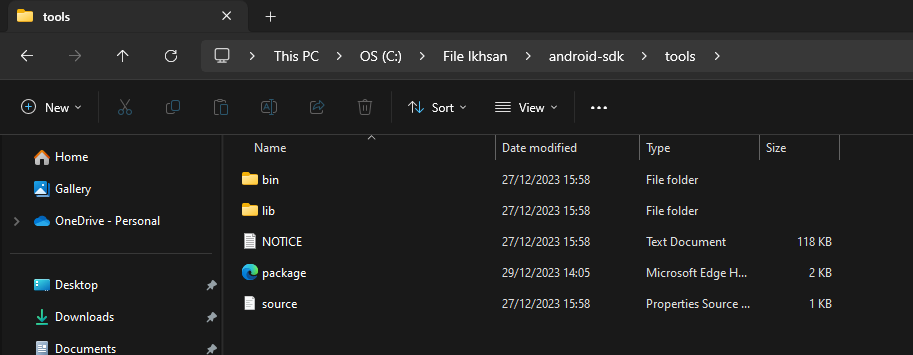 tools
This PC > OS (C:) > File Ikhsan > android-sdk > tools >
New Sort View
Name Date modified Type Size
Home
Gallery
OneDrive - Personal
Desktop
Downloads
Documents
bin 27/12/2023 15:58 File folder
lib 27/12/2023 15:58 File folder
NOTICE 27/12/2023 15:58 Text Document 118 KB
package 29/12/2023 14:05 Microsoft Edge H... 2 KB
source 27/12/2023 15:58 Properties Source ... 1 KB